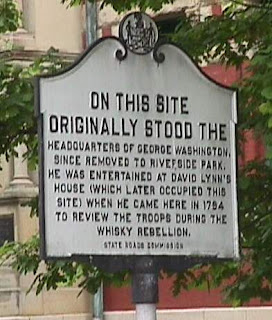 ON THIS SITE
ORIGINALLY STOOD THE
HEADQUARTERS OF GEORGE WASHINGTON,
SINCE REMOVED TO RIVERSIDE PARK.
HE WAS ENTERTAINED AT DAVID LYNN'S
HOUSE (WHICH LATER OCCUPIED THIS
SITE) WHEN HE CAME HERE IN 1794
TO REVIEW THE TROOPS DURING THE
WHISKY REBELLION.
STATE ROADS COMMISSION